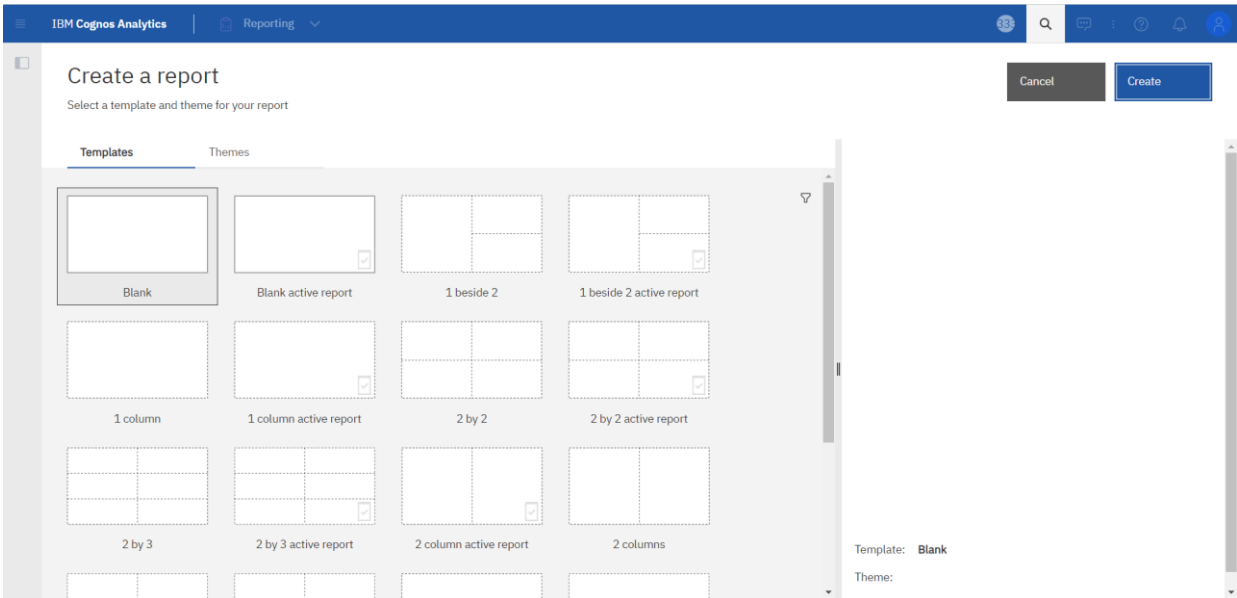 IBM Cognos Analytics
Reporting
333
Create a report
Select a template and theme for your report
Cancel
Create
Templates
Themes
Blank
Blank active report
1 beside 2
1 beside 2 active report
1 column
1 column active report
2 by 2
2 by 2 active report
2 by 3
2 by 3 active report
2 column active report
2 columns
Template: Blank
Theme: